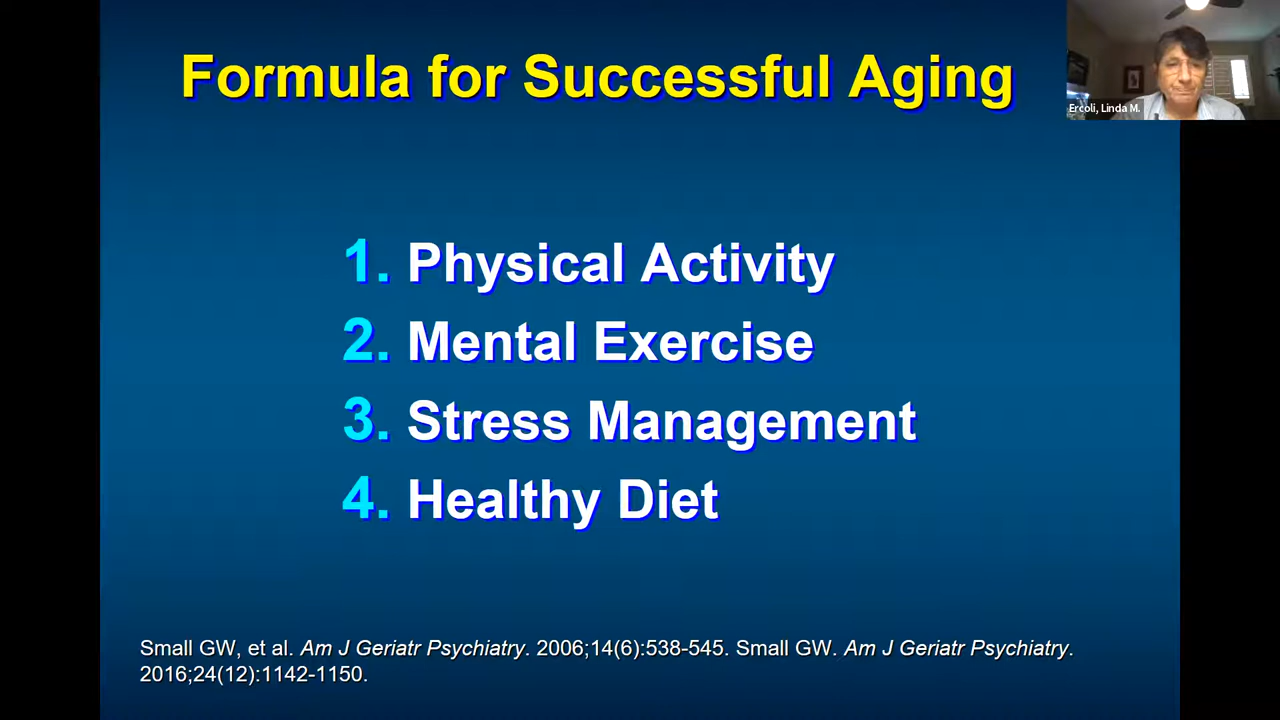 Formula for Successful Aging
Ercoli, Linda M.
1. Physical Activity
2. Mental Exercise
3. Stress Management
4. Healthy Diet
Small GW, et al. Am J Geriatr Psychiatry. 2006;14(6):538-545. Small GW. Am J Geriatr Psychiatry.
2016;24(12):1142-1150.